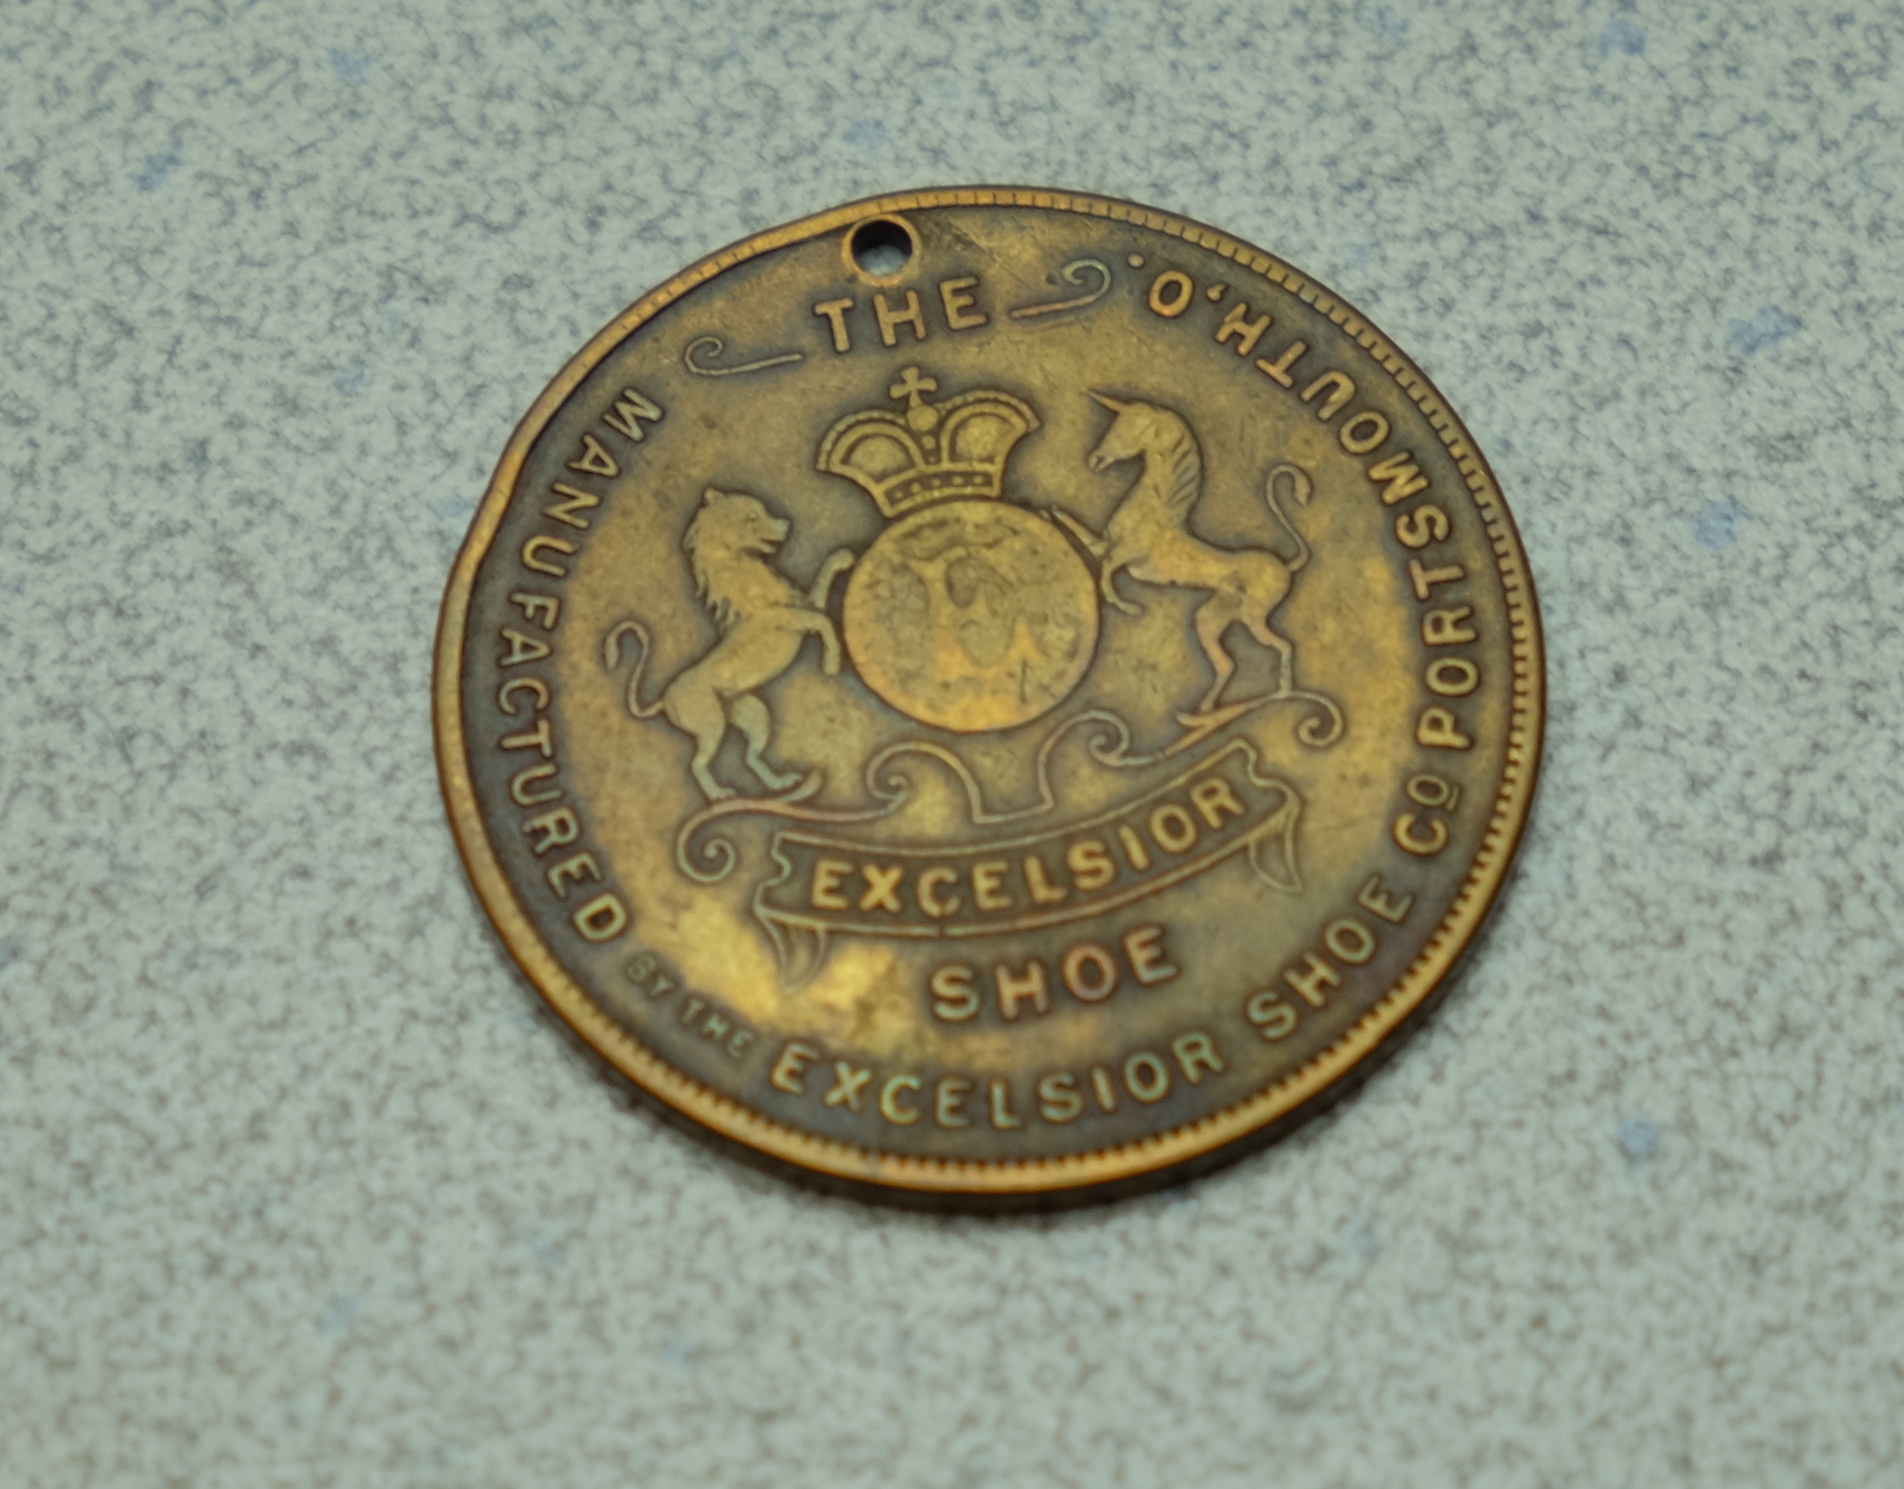 THE
EXCELSIOR
SHOE
MANUFACTURED BY THE EXCELSIOR SHOE Cº PORTSMOUTH, O.